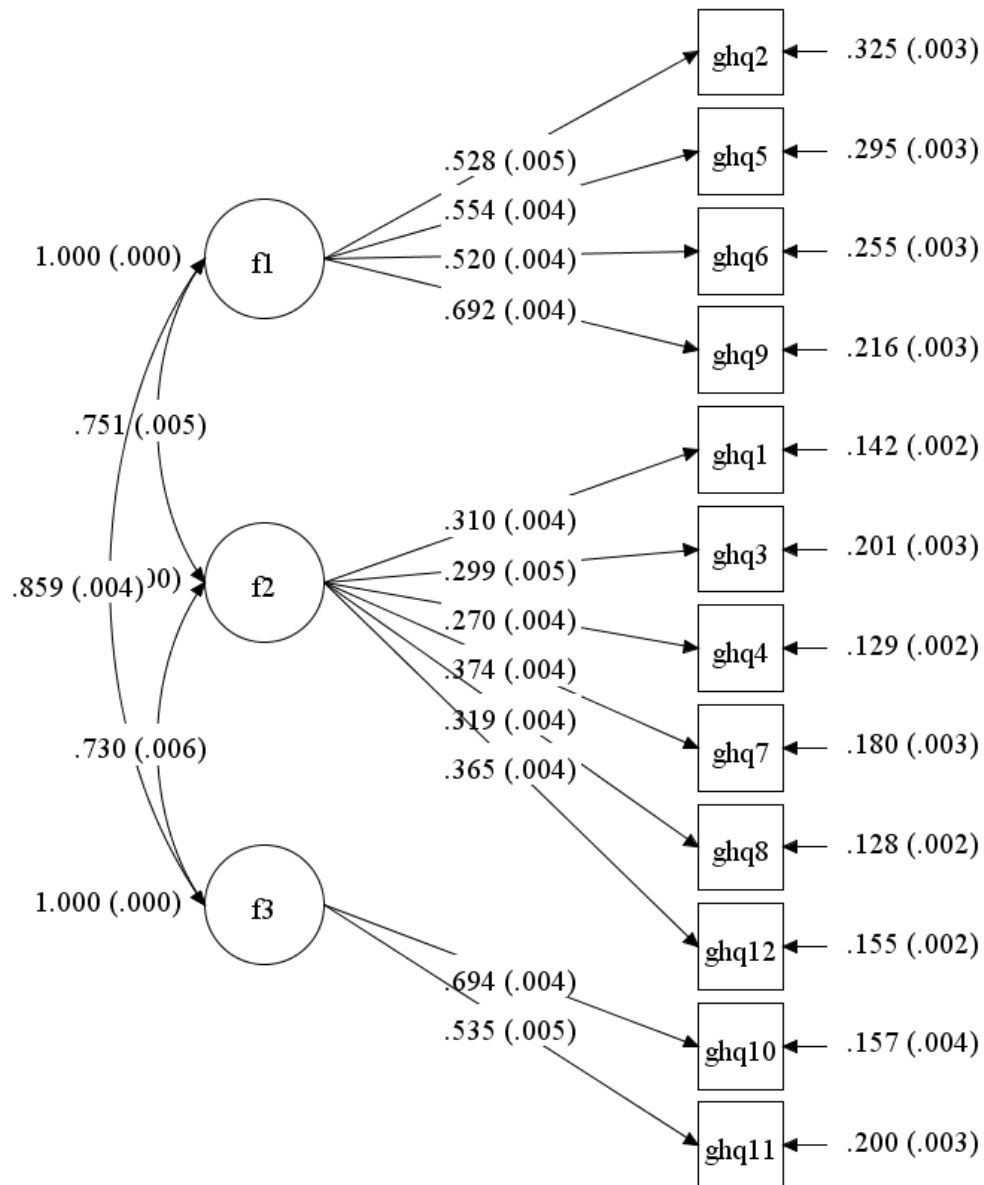 ghq2
.325 (.003)
ghq5
.295 (.003)
.528 (.005)
.554 (.004)
1.000 (.000)
f1
.520 (.004)
ghq6
.255 (.003)
.692 (.004)
ghq9
.216 (.003)
.751 (.005)
ghq1
.142 (.002)
.310 (.004)
ghq3
.201 (.003)
.859 (.004)
00)
f2
.299 (.005)
.270 (.004)
ghq4
.129 (.002)
.374 (.004)
.319 (.004)
.730 (.006)
.365 (.004)
ghq7
.180 (.003)
ghq8
.128 (.002)
1.000 (.000)
f3
ghq12
.155 (.002)
.694 (.004)
.535 (.005)
ghq10
.157 (.004)
ghq11
.200 (.003)